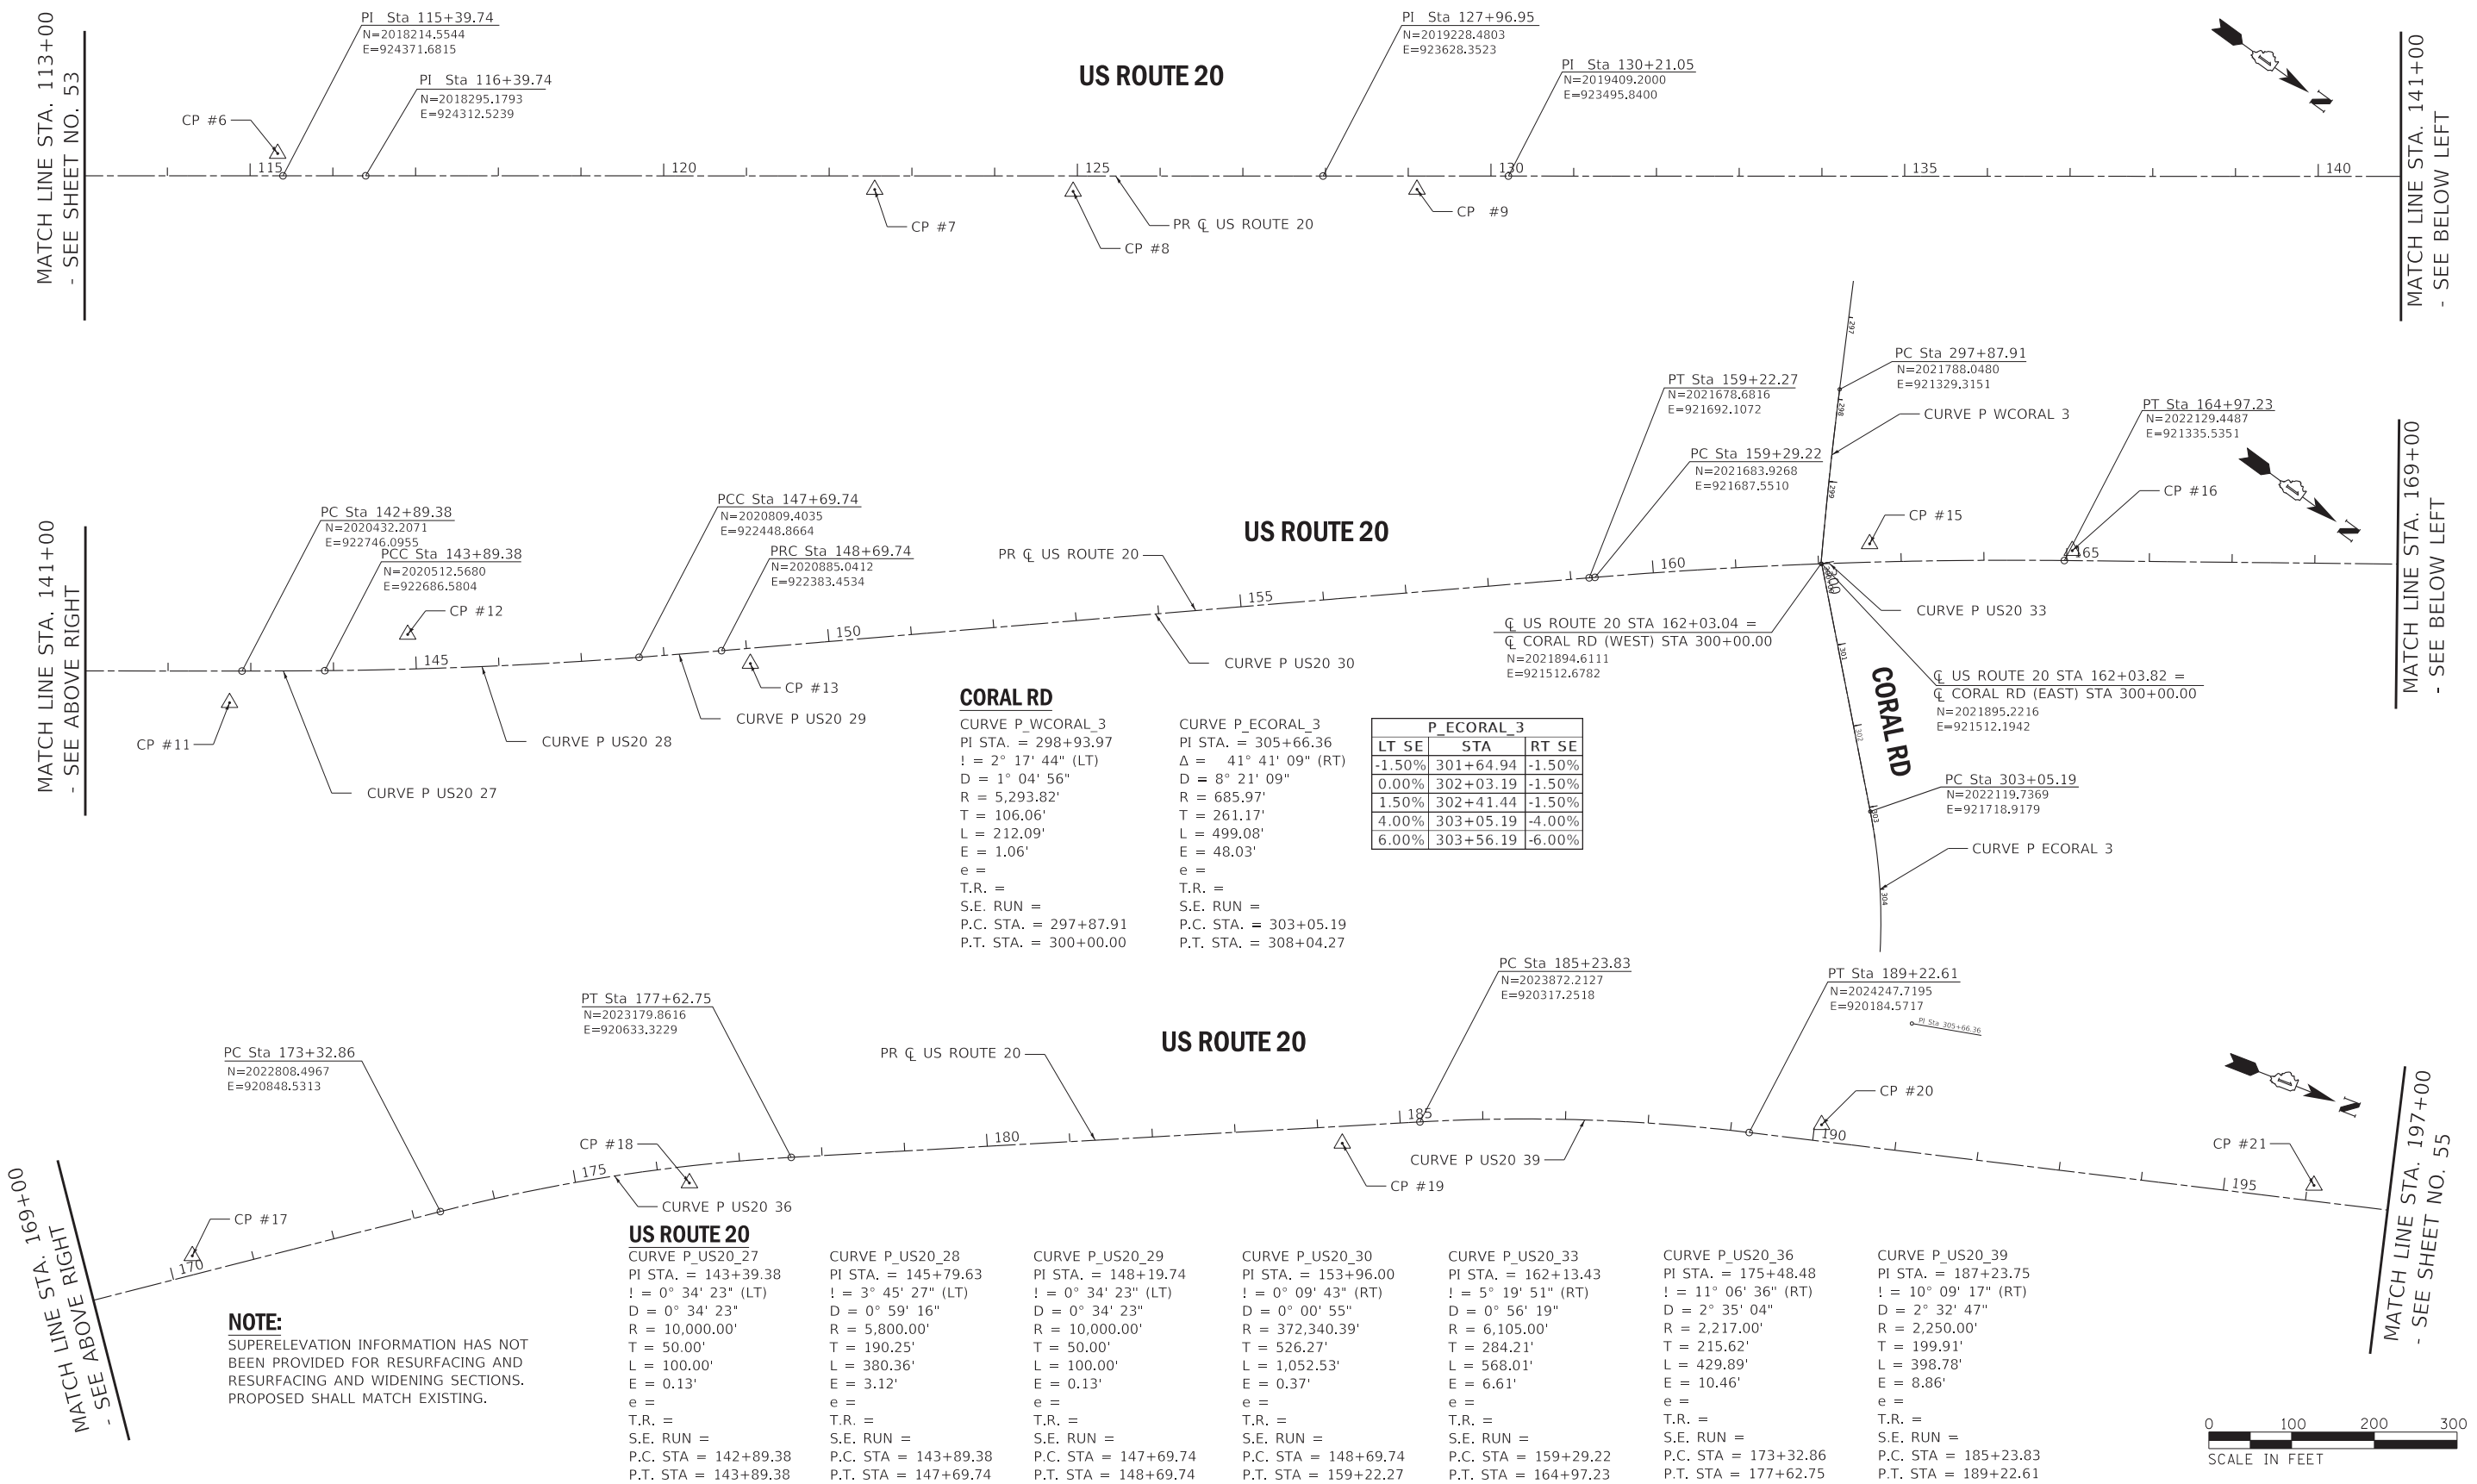 MATCH LINE STA. 113+00
- SEE SHEET NO. 53
PI Sta 115+39.74
N=2018214.5544
E=924371.6815
PI Sta 116+39.74
N=2018295.1793
E=924312.5239
CP #6
115
120
CP #7
CP #8
125
PR ℄ US ROUTE 20
US ROUTE 20
PI Sta 127+96.95
N=2019228.4803
E=923628.3523
PI Sta 130+21.05
N=2019409.2000
E=923495.8400
130
CP #9
135
140
N
MATCH LINE STA. 141+00
- SEE BELOW LEFT
MATCH LINE STA. 141+00
- SEE ABOVE RIGHT
PC Sta 142+89.38
N=2020432.2071
E=922746.0955
PCC Sta 143+89.38
N=2020512.5680
E=922686.5804
CP #11
CP #12
145
CURVE P US20 27
CURVE P US20 28
PCC Sta 147+69.74
N=2020809.4035
E=922448.8664
PRC Sta 148+69.74
N=2020885.0412
E=922383.4534
CP #13
CURVE P US20 29
150
PR ℄ US ROUTE 20
US ROUTE 20
155
CURVE P US20 30
PT Sta 159+22.27
N=2021678.6816
E=921692.1072
PC Sta 159+29.22
N=2021683.9268
E=921687.5510
160
℄ US ROUTE 20 STA 162+03.04 =
℄ CORAL RD (WEST) STA 300+00.00
N=2021894.6111
E=921512.6782
297
PC Sta 297+87.91
N=2021788.0480
E=921329.3151
298
CURVE P WCORAL 3
299
CP #15
300
CURVE P US20 33
PT Sta 164+97.23
N=2022129.4487
E=921335.5351
CP #16
165
N
MATCH LINE STA. 169+00
- SEE BELOW LEFT
℄ US ROUTE 20 STA 162+03.82 =
℄ CORAL RD (EAST) STA 300+00.00
N=2021895.2216
E=921512.1942
301
302
CORAL RD
PC Sta 303+05.19
N=2022119.7369
E=921718.9179
303
CURVE P ECORAL 3
304
CORAL RD
CURVE P_WCORAL_3
PI STA. = 298+93.97
! = 2° 17' 44" (LT)
D = 1° 04' 56"
R = 5,293.82'
T = 106.06'
L = 212.09'
E = 1.06'
e =
T.R. =
S.E. RUN =
P.C. STA. = 297+87.91
P.T. STA. = 300+00.00
CURVE P_ECORAL_3
PI STA. = 305+66.36
Δ = 41° 41' 09" (RT)
D = 8° 21' 09"
R = 685.97'
T = 261.17'
L = 499.08'
E = 48.03'
e =
T.R. =
S.E. RUN =
P.C. STA. = 303+05.19
P.T. STA. = 308+04.27
P_ECORAL_3
LT SE STA RT SE
-1.50% 301+64.94 -1.50%
0.00% 302+03.19 -1.50%
1.50% 302+41.44 -1.50%
4.00% 303+05.19 -4.00%
6.00% 303+56.19 -6.00%
MATCH LINE STA. 169+00
- SEE ABOVE RIGHT
PC Sta 173+32.86
N=2022808.4967
E=920848.5313
170
CP #17
175
CP #18
CURVE P US20 36
PT Sta 177+62.75
N=2023179.8616
E=920633.3229
180
PR ℄ US ROUTE 20
US ROUTE 20
PC Sta 185+23.83
N=2023872.2127
E=920317.2518
185
CP #19
CURVE P US20 39
PT Sta 189+22.61
N=2024247.7195
E=920184.5717
PI Sta 305+66.36
CP #20
190
195
CP #21
N
MATCH LINE STA. 197+00
- SEE SHEET NO. 55
NOTE:
SUPERELEVATION INFORMATION HAS NOT
BEEN PROVIDED FOR RESURFACING AND
RESURFACING AND WIDENING SECTIONS.
PROPOSED SHALL MATCH EXISTING.
US ROUTE 20
CURVE P_US20_27
PI STA. = 143+39.38
! = 0° 34' 23" (LT)
D = 0° 34' 23"
R = 10,000.00'
T = 50.00'
L = 100.00'
E = 0.13'
e =
T.R. =
S.E. RUN =
P.C. STA = 142+89.38
P.T. STA = 143+89.38
CURVE P_US20_28
PI STA. = 145+79.63
! = 3° 45' 27" (LT)
D = 0° 59' 16"
R = 5,800.00'
T = 190.25'
L = 380.36'
E = 3.12'
e =
T.R. =
S.E. RUN =
P.C. STA = 143+89.38
P.T. STA = 147+69.74
CURVE P_US20_29
PI STA. = 148+19.74
! = 0° 34' 23" (LT)
D = 0° 34' 23"
R = 10,000.00'
T = 50.00'
L = 100.00'
E = 0.13'
e =
T.R. =
S.E. RUN =
P.C. STA = 147+69.74
P.T. STA = 148+69.74
CURVE P_US20_30
PI STA. = 153+96.00
! = 0° 09' 43" (RT)
D = 0° 00' 55"
R = 372,340.39'
T = 526.27'
L = 1,052.53'
E = 0.37'
e =
T.R. =
S.E. RUN =
P.C. STA = 148+69.74
P.T. STA = 159+22.27
CURVE P_US20_33
PI STA. = 162+13.43
! = 5° 19' 51" (RT)
D = 0° 56' 19"
R = 6,105.00'
T = 284.21'
L = 568.01'
E = 6.61'
e =
T.R. =
S.E. RUN =
P.C. STA = 159+29.22
P.T. STA = 164+97.23
CURVE P_US20_36
PI STA. = 175+48.48
! = 11° 06' 36" (RT)
D = 2° 35' 04"
R = 2,217.00'
T = 215.62'
L = 429.89'
E = 10.46'
e =
T.R. =
S.E. RUN =
P.C. STA = 173+32.86
P.T. STA = 177+62.75
CURVE P_US20_39
PI STA. = 187+23.75
! = 10° 09' 17" (RT)
D = 2° 32' 47"
R = 2,250.00'
T = 199.91'
L = 398.78'
E = 8.86'
e =
T.R. =
S.E. RUN =
P.C. STA = 185+23.83
P.T. STA = 189+22.61
0 100 200 300
SCALE IN FEET